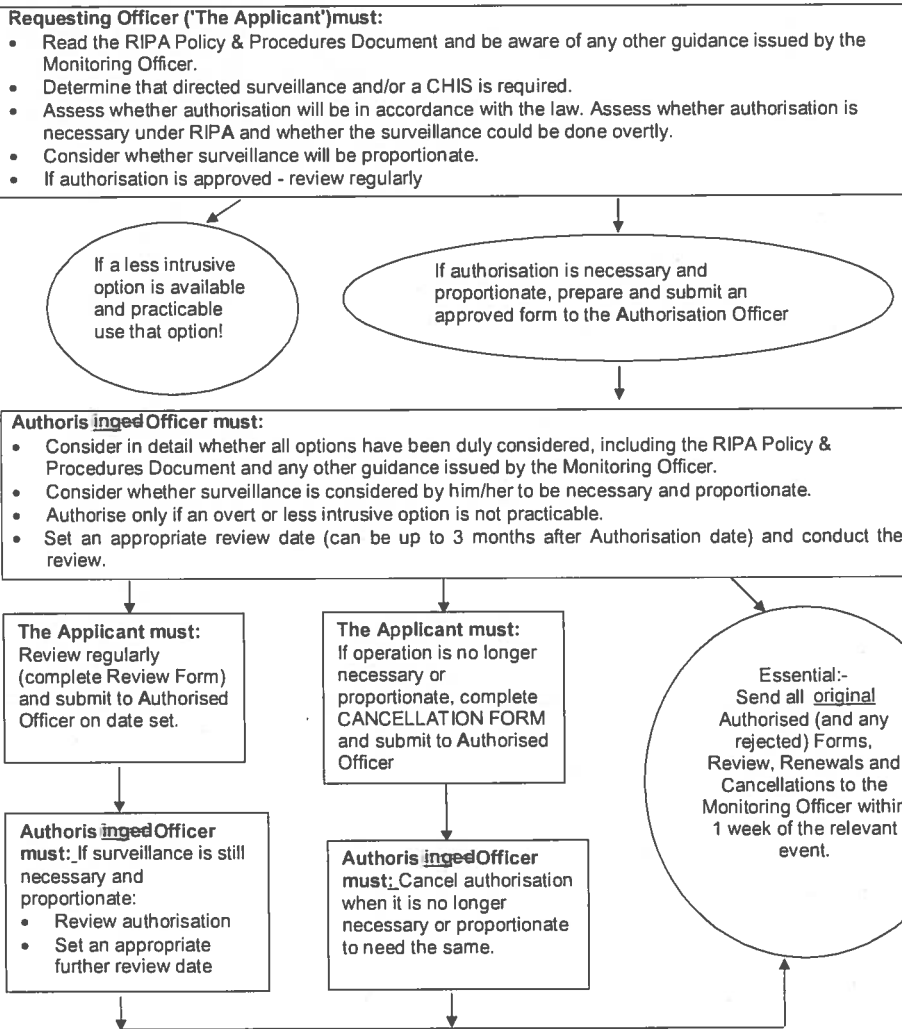 Requesting Officer ('The Applicant')must:
• Read the RIPA Policy & Procedures Document and be aware of any other guidance issued by the
Monitoring Officer.
• Determine that directed surveillance and/or a CHIS is required.
• Assess whether authorisation will be in accordance with the law. Assess whether authorisation is
necessary under RIPA and whether the surveillance could be done overtly.
• Consider whether surveillance will be proportionate.
• If authorisation is approved - review regularly
If a less intrusive
option is available
and practicable
use that option!
If authorisation is necessary and
proportionate, prepare and submit an
approved form to the Authorisation Officer
Authoris inged Officer must:
• Consider in detail whether all options have been duly considered, including the RIPA Policy &
Procedures Document and any other guidance issued by the Monitoring Officer.
• Consider whether surveillance is considered by him/her to be necessary and proportionate.
• Authorise only if an overt or less intrusive option is not practicable.
• Set an appropriate review date (can be up to 3 months after Authorisation date) and conduct the
review.
The Applicant must:
Review regularly
(complete Review Form)
and submit to Authorised
Officer on date set.
The Applicant must:
If operation is no longer
necessary or
proportionate, complete
CANCELLATION FORM
and submit to Authorised
Officer
Essential:-
Send all original
Authorised (and any
rejected) Forms,
Review, Renewals and
Cancellations to the
Monitoring Officer within
1 week of the relevant
event.
Authoris ingedOfficer
must: If surveillance is still
necessary and
proportionate:
• Review authorisation
• Set an appropriate
further review date
Authoris ingedOfficer
must: Cancel authorisation
when it is no longer
necessary or proportionate
to need the same.